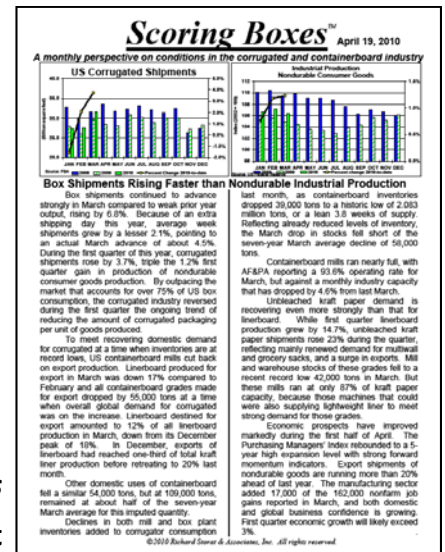 Scoring Boxes™
April 19, 2010
A monthly perspective on conditions in the corrugated and containerboard industry
US Corrugated Shipments
JAN FEB MAR APR MAY JUN JUL AUG SEP OCT NOV DEC
Industrial Production
Nondurable Consumer Goods
JAN FEB MAR APR MAY JUN JUL AUG SEP OCT NOV DEC
Box Shipments Rising Faster than Nondurable Industrial Production
Box shipments continued to advance
strongly in March compared to weak prior year
output, rising by 6.8%. Because of an extra
shipping day this year, average week
shipments grew by a lesser 2.1%, pointing to
an actual March advance of about 4.5%.
During the first quarter of this year, corrugated
shipments rose by 3.7%, triple the 1.2% first
quarter gain in production of nondurable
consumer goods production. By outpacing the
market that accounts for over 75% of US box
consumption, the corrugated industry reversed
during the first quarter the ongoing trend of
reducing the amount of corrugated packaging
per unit of goods produced.
To meet recovering domestic demand
for corrugated at a time when inventories are at
record lows, US containerboard mills cut back
on export production. Linerboard produced for
export in March was down 17% compared to
February and all containerboard grades made
for export dropped by 55,000 tons at a time
when overall global demand for corrugated
was on the increase. Linerboard destined for
export amounted to 12% of all linerboard
production in March, down from its December
peak of 18%. In December, exports of
linerboard had reached one-third of total kraft
liner production before retreating to 20% last
month.
Other domestic uses of containerboard
fell a similar 54,000 tons, but at 109,000 tons,
remained at about half of the seven-year
March average for this imputed quantity.
Declines in both mill and box plant
inventories added to corrugator consumption
last month, as containerboard inventories
dropped 39,000 tons to a historic low of 2.083
million tons, or a lean 3.8 weeks of supply.
Reflecting already reduced levels of inventory,
the March drop in stocks fell short of the
seven-year March average decline of 58,000
tons.
Containerboard mills ran nearly full, with
AF&PA reporting a 93.6% operating rate for
March, but against a monthly industry capacity
that has dropped by 4.6% from last March.
Unbleached kraft paper demand is
recovering even more strongly than that for
linerboard. While first quarter linerboard
production grew by 14.7%, unbleached kraft
paper shipments rose 23% during the quarter,
reflecting mainly renewed demand for multiwall
and grocery sacks, and a surge in exports. Mill
and warehouse stocks of these grades fell to a
recent record low 42,000 tons in March. But
these mills ran at only 87% of kraft paper
capacity, because those machines that could
were also supplying lightweight liner to meet
strong demand for those grades.
Economic prospects have improved
markedly during the first half of April. The
Purchasing Managers' Index rebounded to a 5-
year high expansion level with strong forward
momentum indicators. Export shipments of
nondurable goods are running more than 20%
ahead of last year. The manufacturing sector
added 17,000 of the 162,000 nonfarm job
gains reported in March, and both domestic
and global business confidence is growing.
First quarter economic growth will likely exceed
3%.
©2010 Richard Storat & Associates, Inc. All rights reserved.